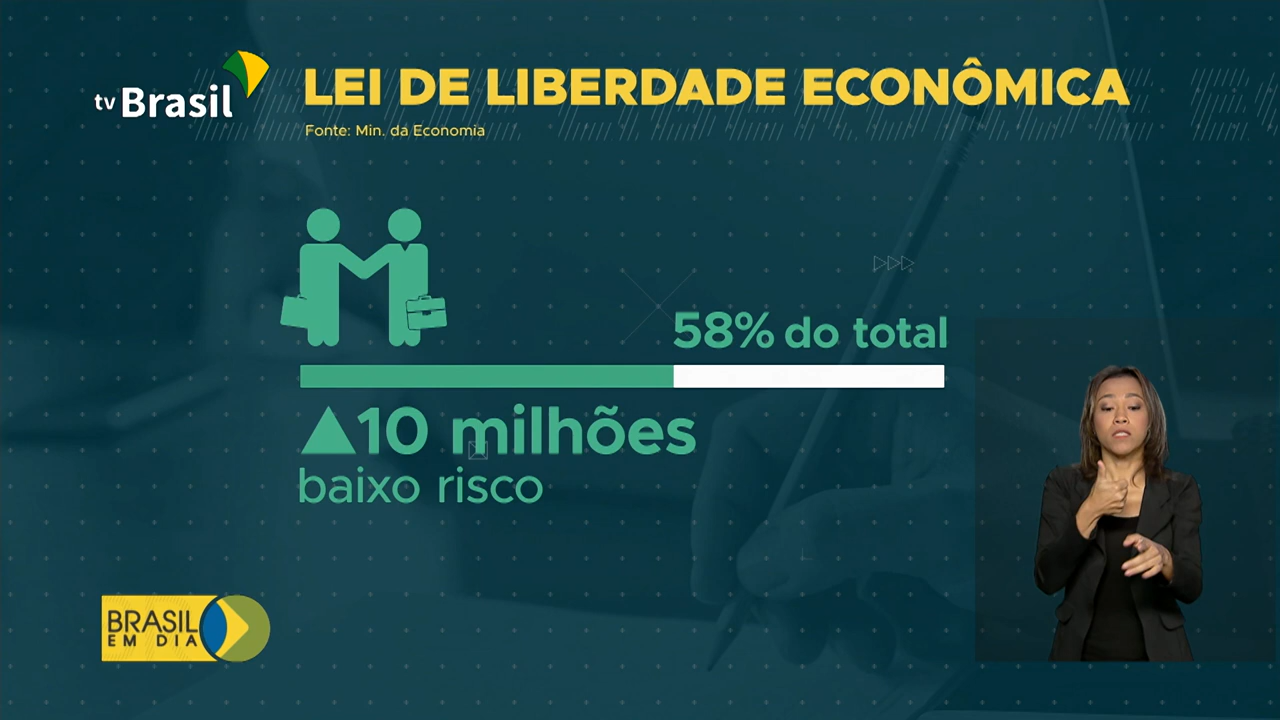 tv Brasil
LEI DE LIBERDADE ECONÔMICA
Fonte: Min. da Economia
58% do total
▲10 milhões
baixo risco
BRASIL
EM DIA